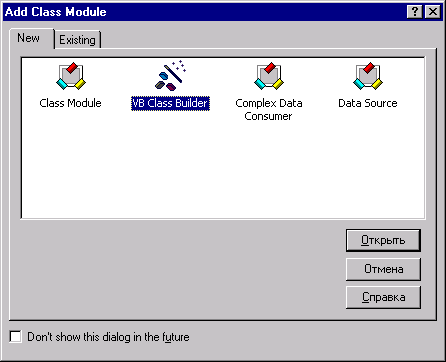 Add Class Module
New
Existing
Class Module
VB Class Builder
Complex Data
Consumer
Data Source
Открыть
Отмена
Справка
Don't show this dialog in the future